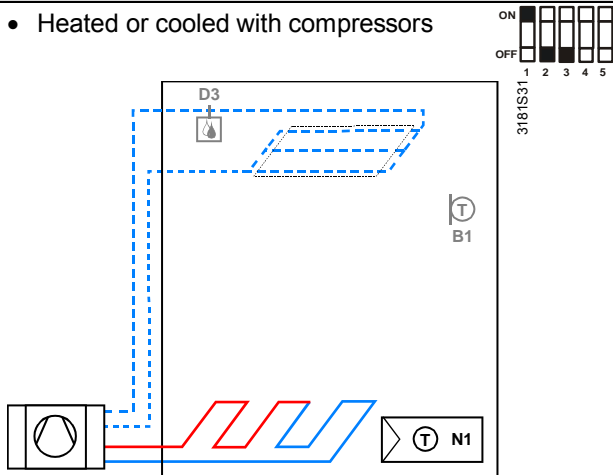 • Heated or cooled with compressors
ON
OFF
1 2 3 4 5
3181S31
D3
T
B1
T N1